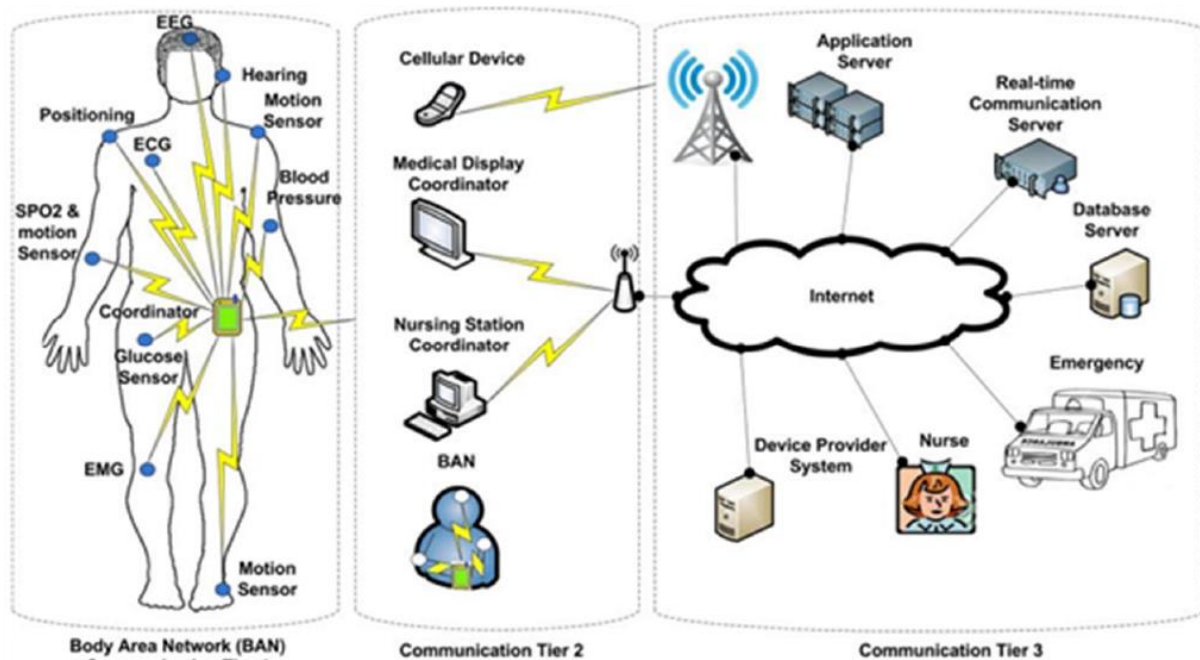 EEG
Hearing
Motion
Sensor
Positioning
ECG
Blood
Pressure
SPO2 &
motion
Sensor
Coordinator
Glucose
Sensor
EMG
Motion
Sensor
Body Area Network (BAN)
Cellular Device
Medical Display
Coordinator
Nursing Station
Coordinator
BAN
Communication Tier 2
Application
Server
Real-time
Communication
Server
Database
Server
Internet
Emergency
Device Provider
System
Nurse
Communication Tier 3